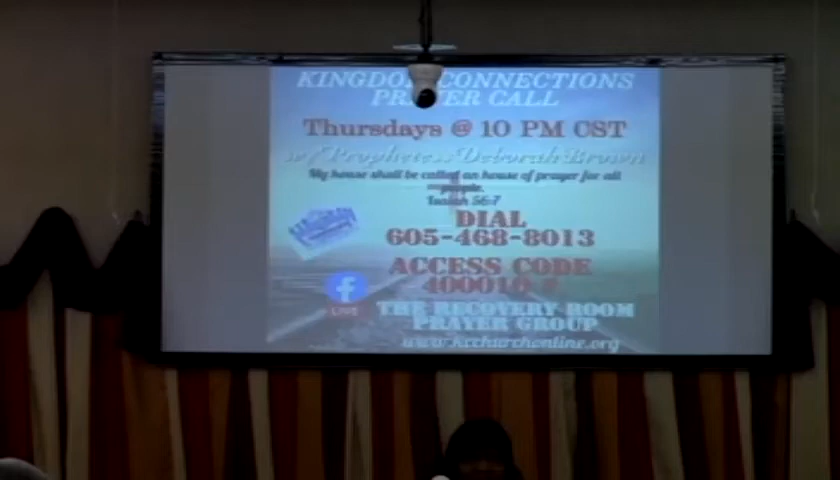 KINGDOM CONNECTIONS
PRAYER CALL
Thursdays @ 10 PM CST
w/ Prophetess Deborah Brown
My house shall be called an house of prayer for all
people.
Isaiah 56:7
DIAL
605-468-8013
ACCESS CODE
400010 #
LIVE
THE RECOVERY ROOM
PRAYER GROUP
www.kcchurchonline.org